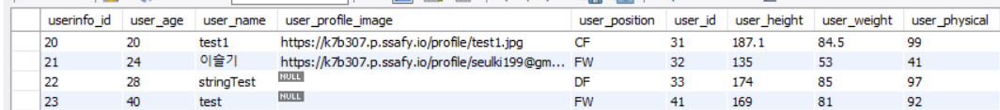 userinfo_id user_age user_name user_profile_image user_position user_id user_height user_weight user_physical
20 20 test1 https://k7b307.p.ssafy.io/profile/test1.jpg CF 31 187.1 84.5 99
21 24 이슬기 https://k7b307.p.ssafy.io/profile/seulki199@gm... FW 32 135 53 41
22 28 stringTest NULL DF 33 174 85 97
23 40 test NULL FW 41 169 81 92